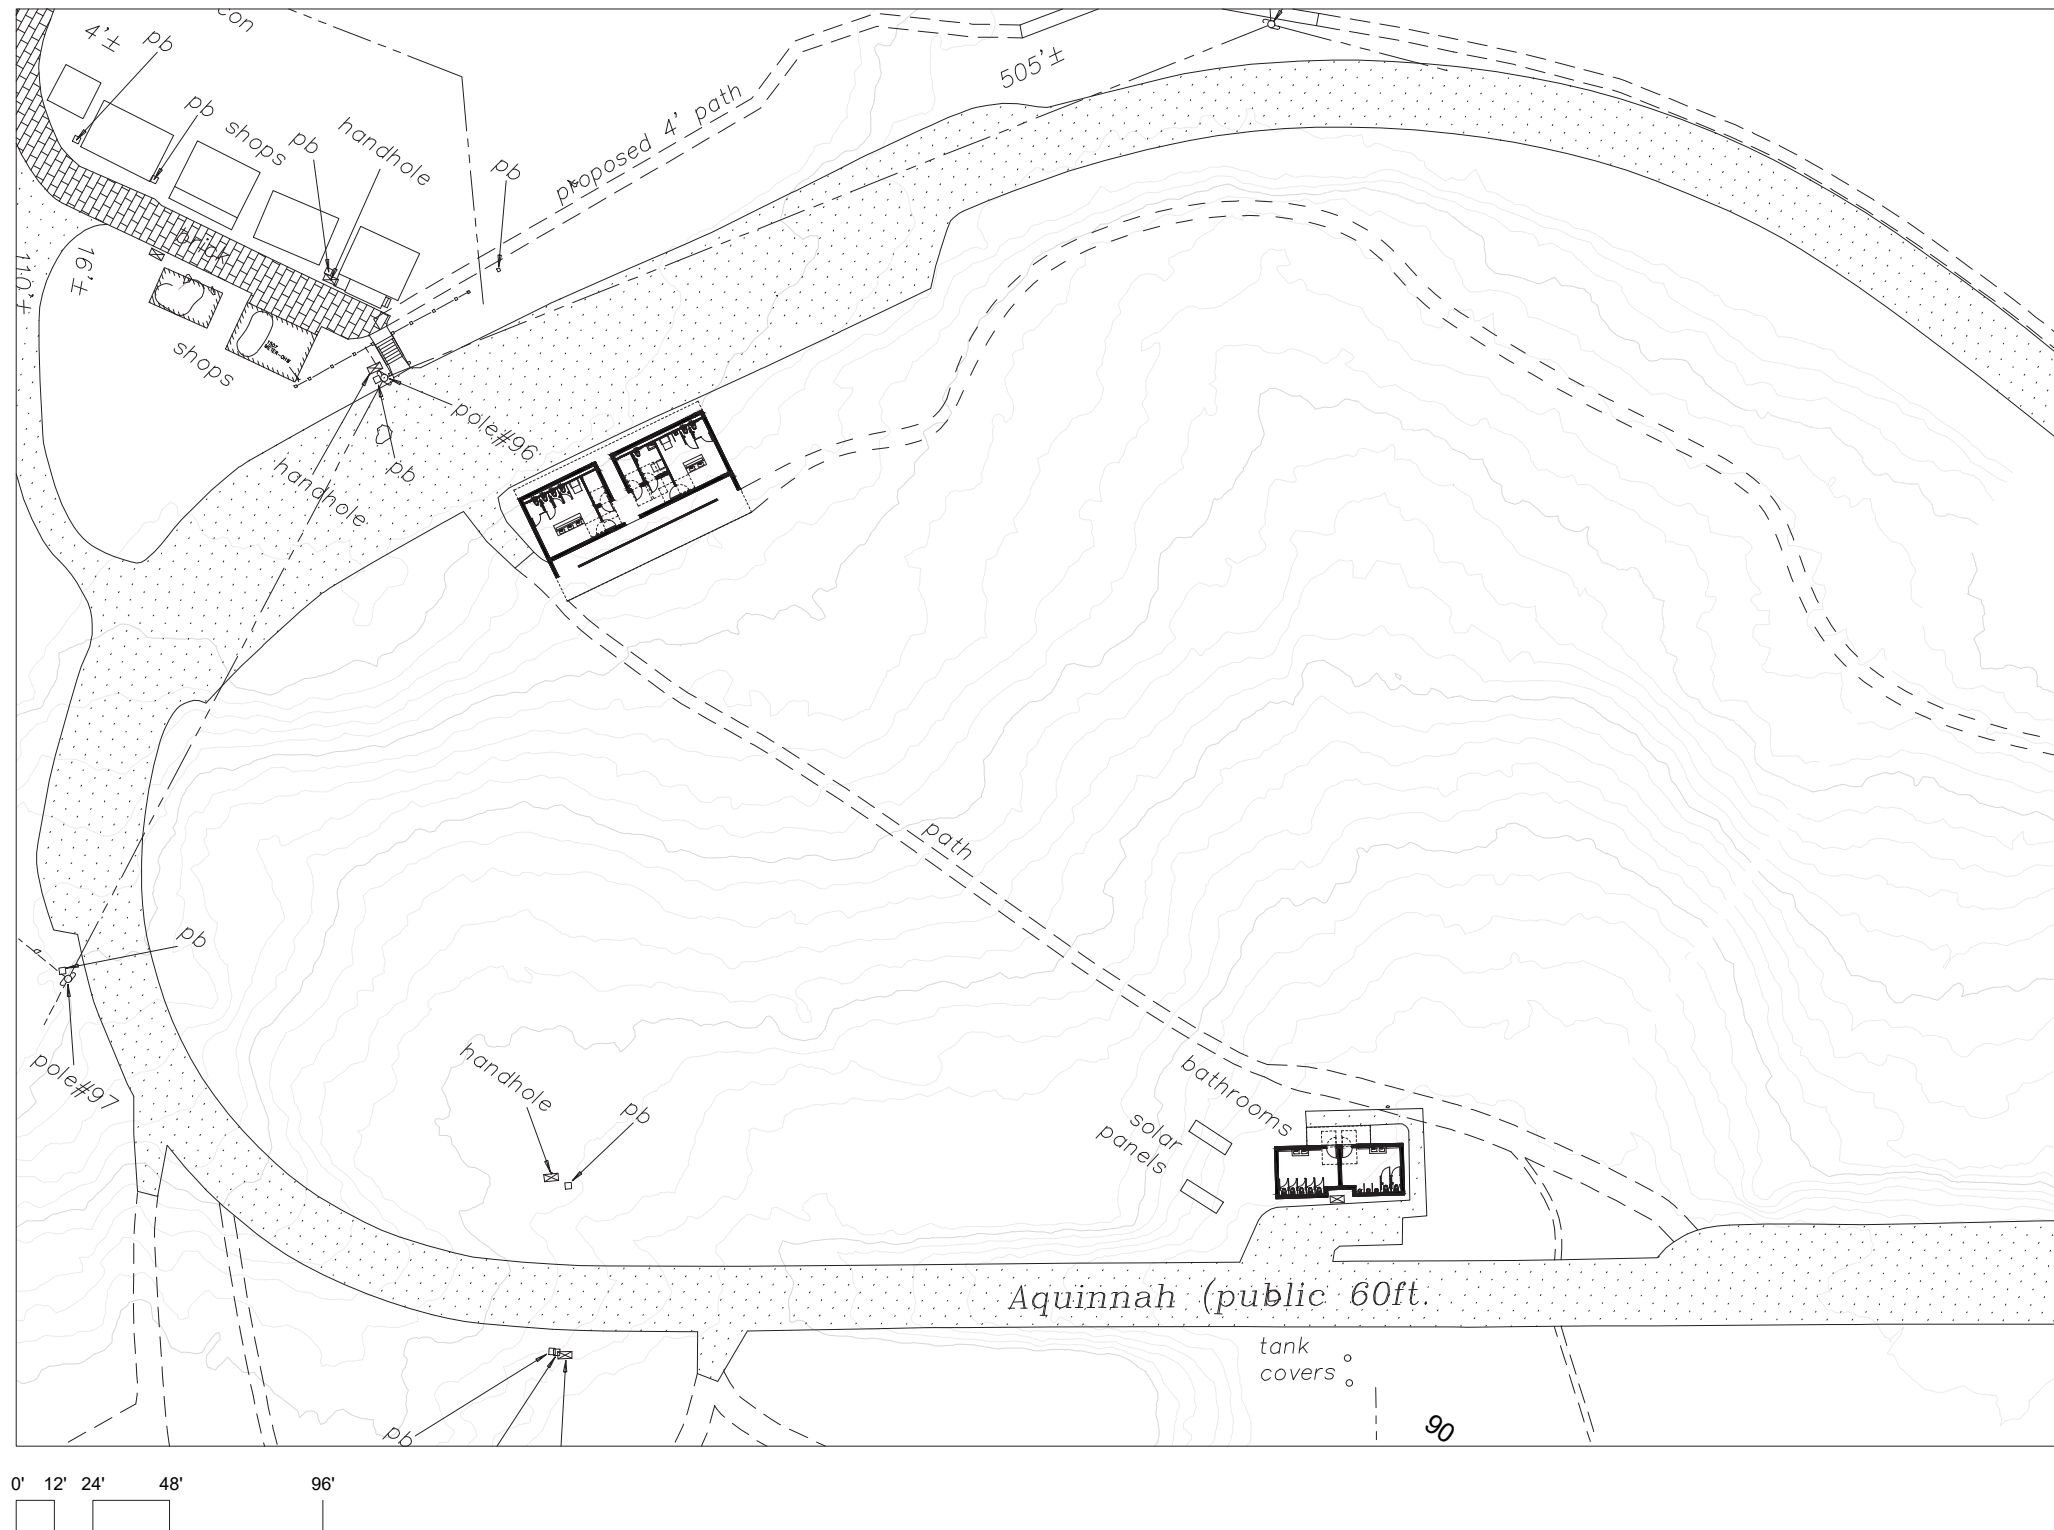 Con
4'±
pb
505'±
pb
shops
pb
handhole
pb
proposed 4' path
brick
110'±
16'±
shops
pole#96
pb
handhole
path
pb
pole#97
handhole
pb
bathrooms
solar
panels
Aquinnah (public 60ft.
tank
covers
pb
90
0' 12' 24' 48' 96'